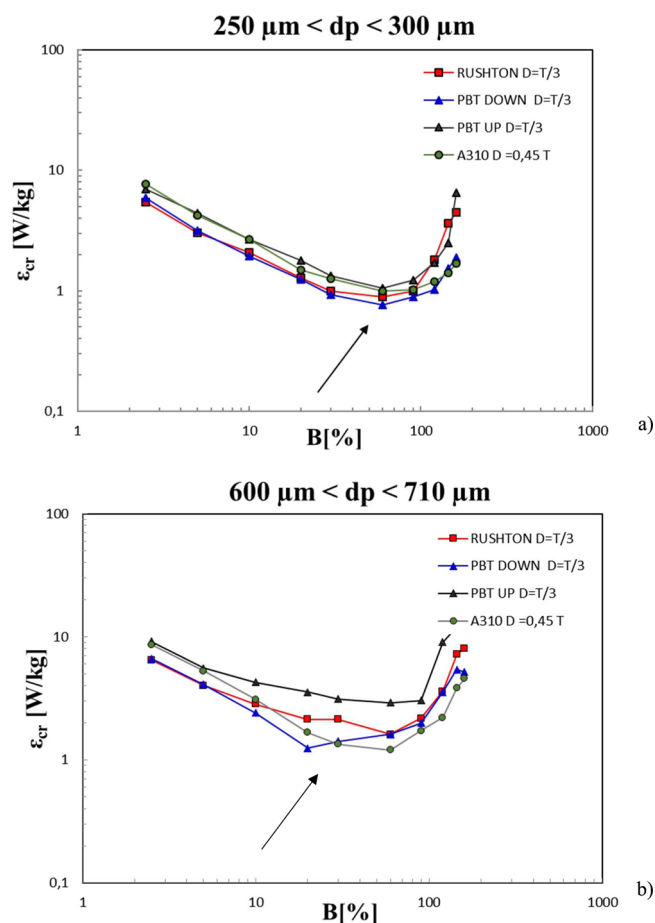 250 µm < dp < 300 µm
100
10
1
0,1
εcr [W/kg]
RUSHTON D=T/3
PBT DOWN D=T/3
PBT UP D=T/3
A310 D =0,45 T
1
10
100
1000
B[%]
a)
600 µm < dp < 710 µm
100
10
1
0,1
εcr [W/kg]
RUSHTON D=T/3
PBT DOWN D=T/3
PBT UP D=T/3
A310 D =0,45 T
1
10
100
1000
B[%]
b)